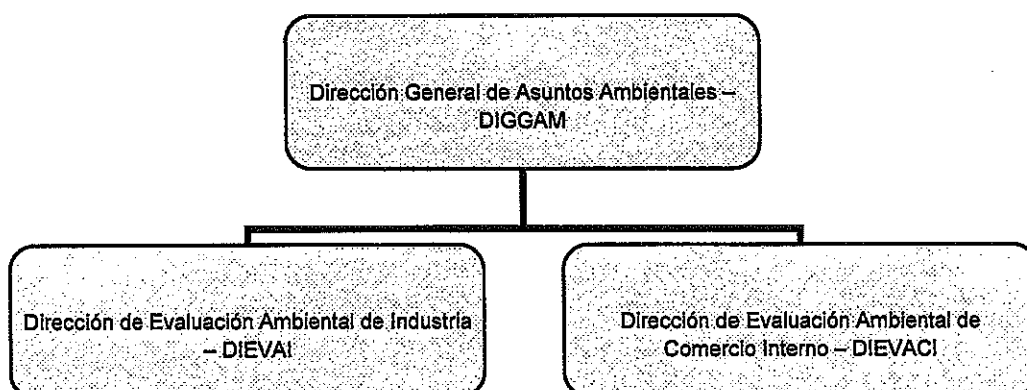 Dirección General de Asuntos Ambientales –
DIGGAM
Dirección de Evaluación Ambiental de Industria
– DIEVAI
Dirección de Evaluación Ambiental de
Comercio Interno – DIEVACI